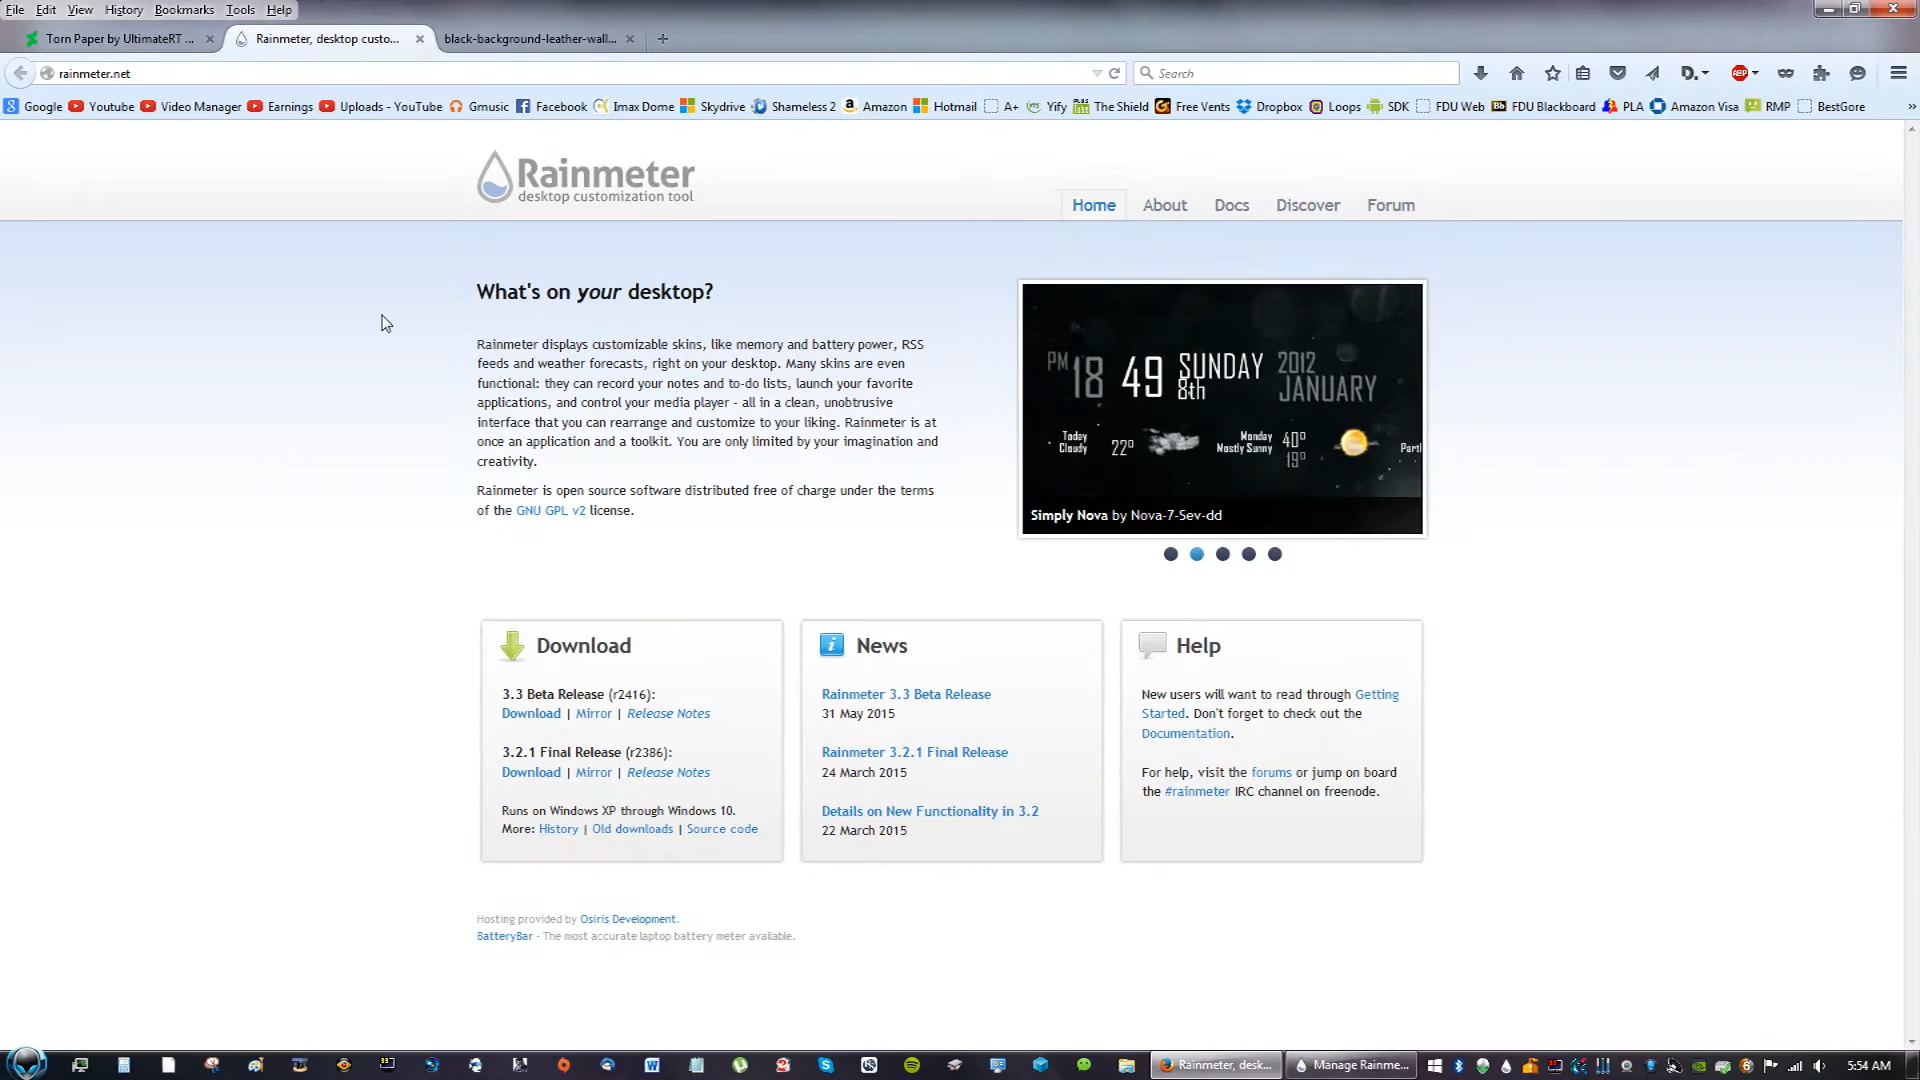 File Edit View History Bookmarks Tools Help
Torn Paper by UltimateRT ...
Rainmeter, desktop custo...
black-background-leather-wall...
rainmeter.net
Search
Google Youtube Video Manager Earnings Uploads - YouTube Gmusic Facebook Imax Dome Skydrive Shameless 2 Amazon Hotmail A+ Yify The Shield Free Vents Dropbox Loops SDK FDU Web FDU Blackboard PLA Amazon Visa RMP BestGore
Rainmeter
desktop customization tool
Home About Docs Discover Forum
What's on your desktop?
Rainmeter displays customizable skins, like memory and battery power, RSS
feeds and weather forecasts, right on your desktop. Many skins are even
functional: they can record your notes and to-do lists, launch your favorite
applications, and control your media player - all in a clean, unobtrusive
interface that you can rearrange and customize to your liking. Rainmeter is at
once an application and a toolkit. You are only limited by your imagination and
creativity.
Rainmeter is open source software distributed free of charge under the terms
of the GNU GPL v2 license.
PM 18 49 SUNDAY 2012
8th JANUARY
Today Monday
Cloudy 22° Mostly Sunny 40° 19° Partl
Simply Nova by Nova-7-Sev-dd
Download
3.3 Beta Release (r2416):
Download | Mirror | Release Notes
3.2.1 Final Release (r2386):
Download | Mirror | Release Notes
Runs on Windows XP through Windows 10.
More: History | Old downloads | Source code
News
Rainmeter 3.3 Beta Release
31 May 2015
Rainmeter 3.2.1 Final Release
24 March 2015
Details on New Functionality in 3.2
22 March 2015
Help
New users will want to read through Getting
Started. Don't forget to check out the
Documentation.
For help, visit the forums or jump on board
the #rainmeter IRC channel on freenode.
Hosting provided by Osiris Development.
BatteryBar - The most accurate laptop battery meter available.
Rainmeter, desk...
Manage Rainme...
5:54 AM